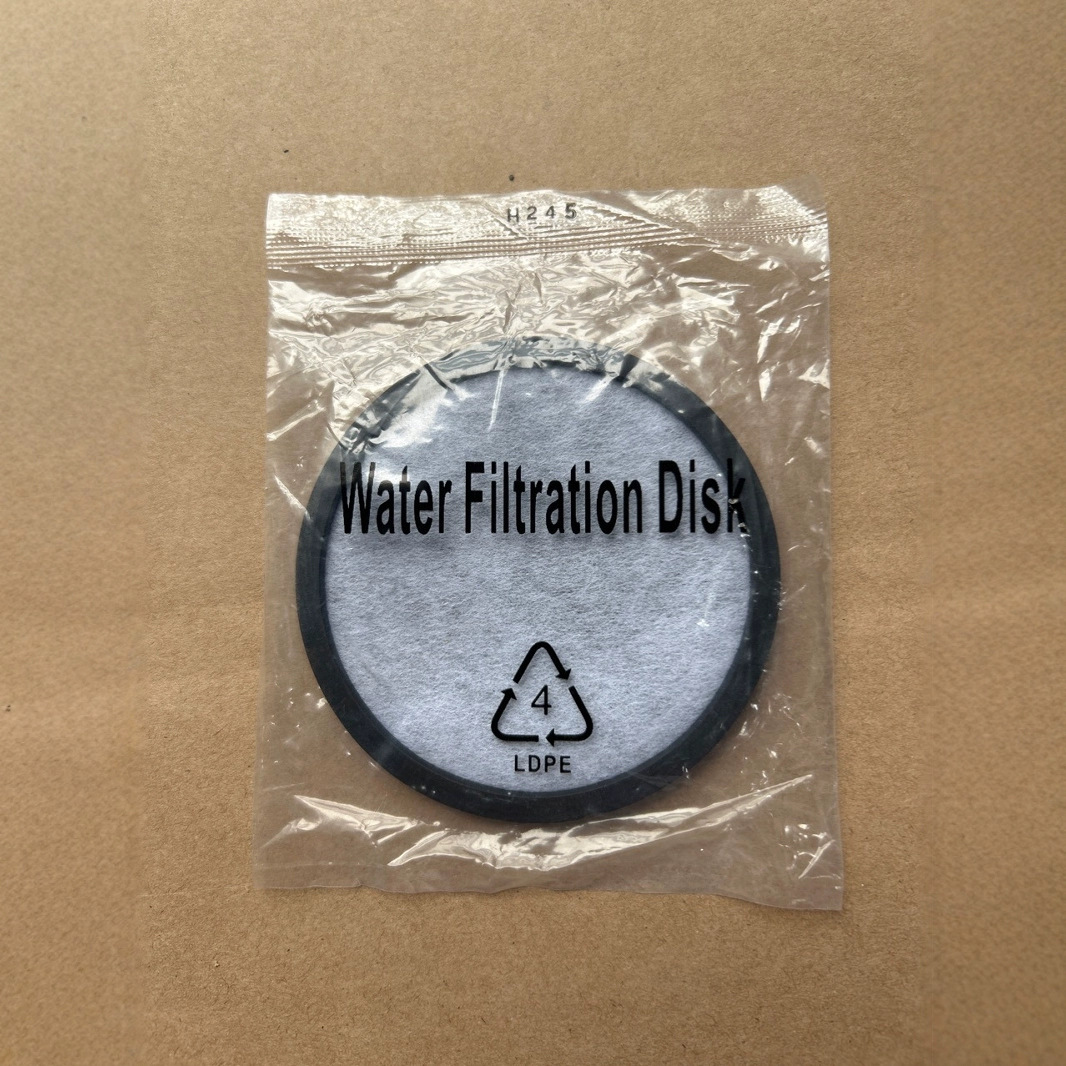 H245
Water Filtration Disk
4
LDPE